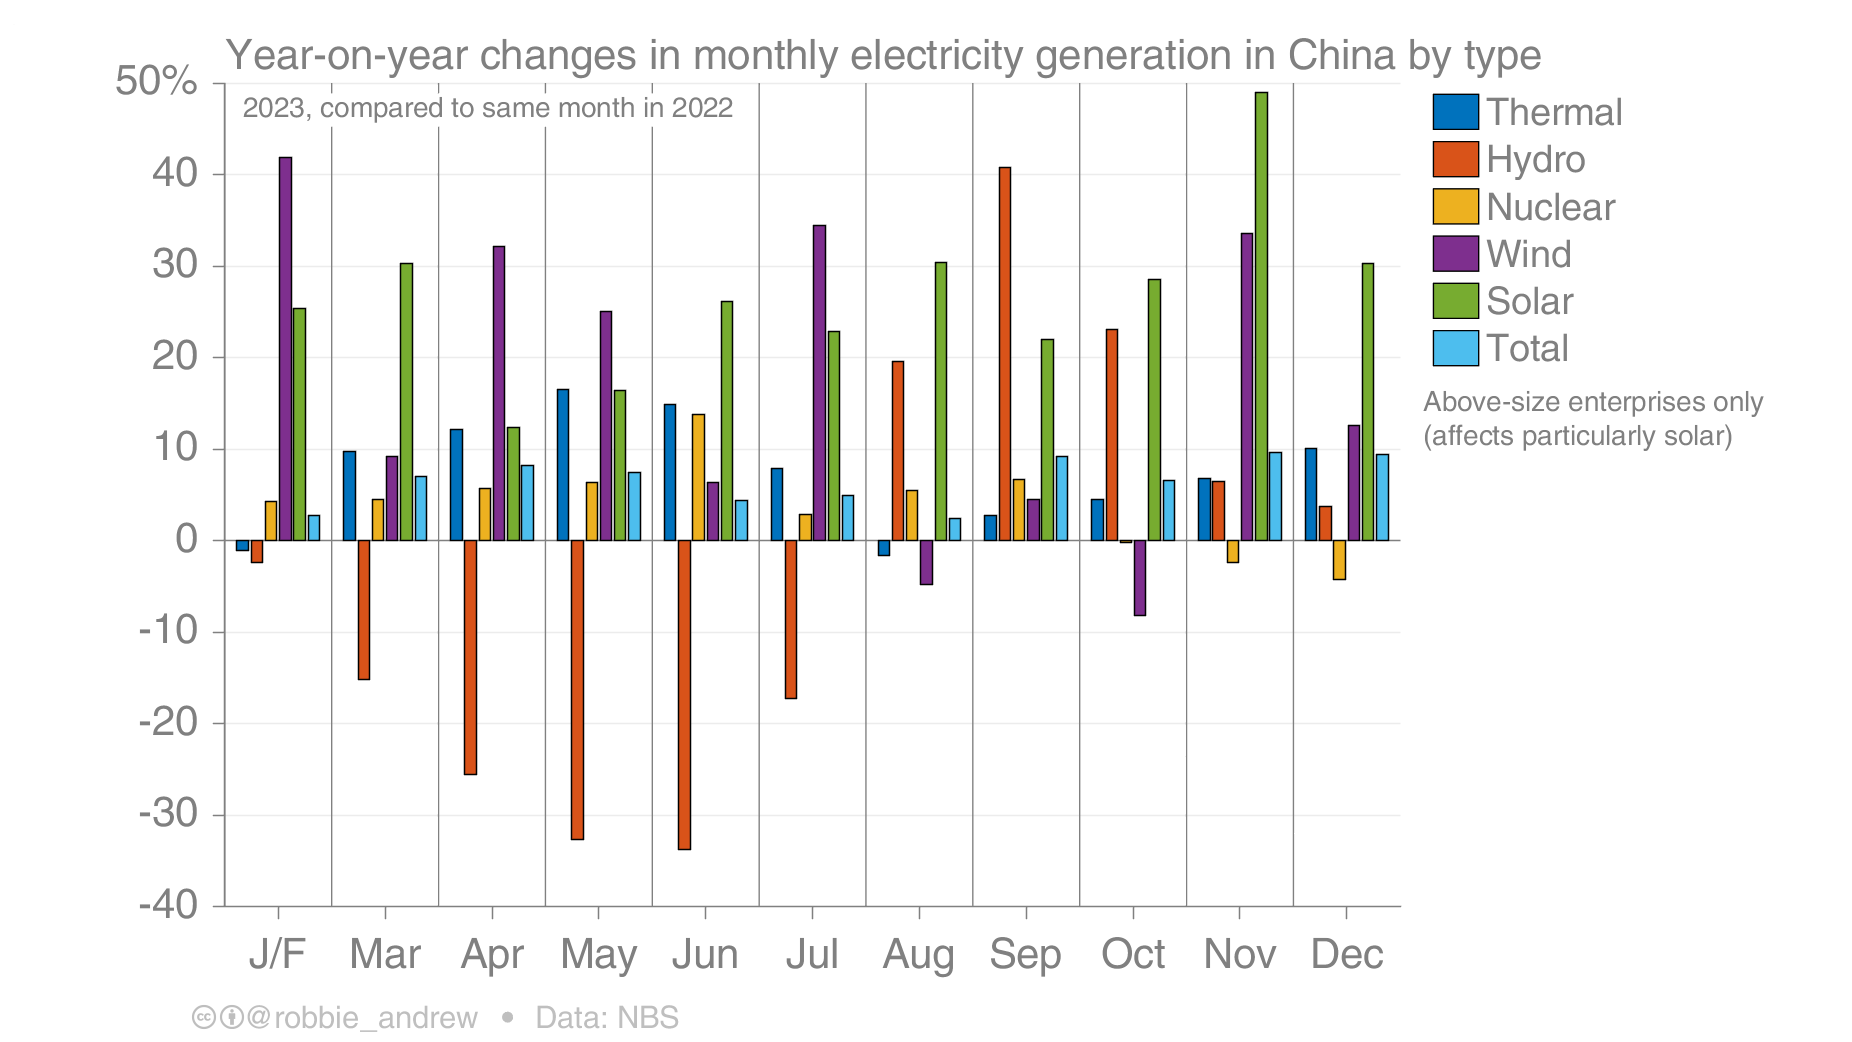 Year-on-year changes in monthly electricity generation in China by type
2023, compared to same month in 2022
50%
40
30
20
10
0
-10
-20
-30
-40
J/F Mar Apr May Jun Jul Aug Sep Oct Nov Dec
Thermal
Hydro
Nuclear
Wind
Solar
Total
Above-size enterprises only
(affects particularly solar)
@robbie_andrew • Data: NBS